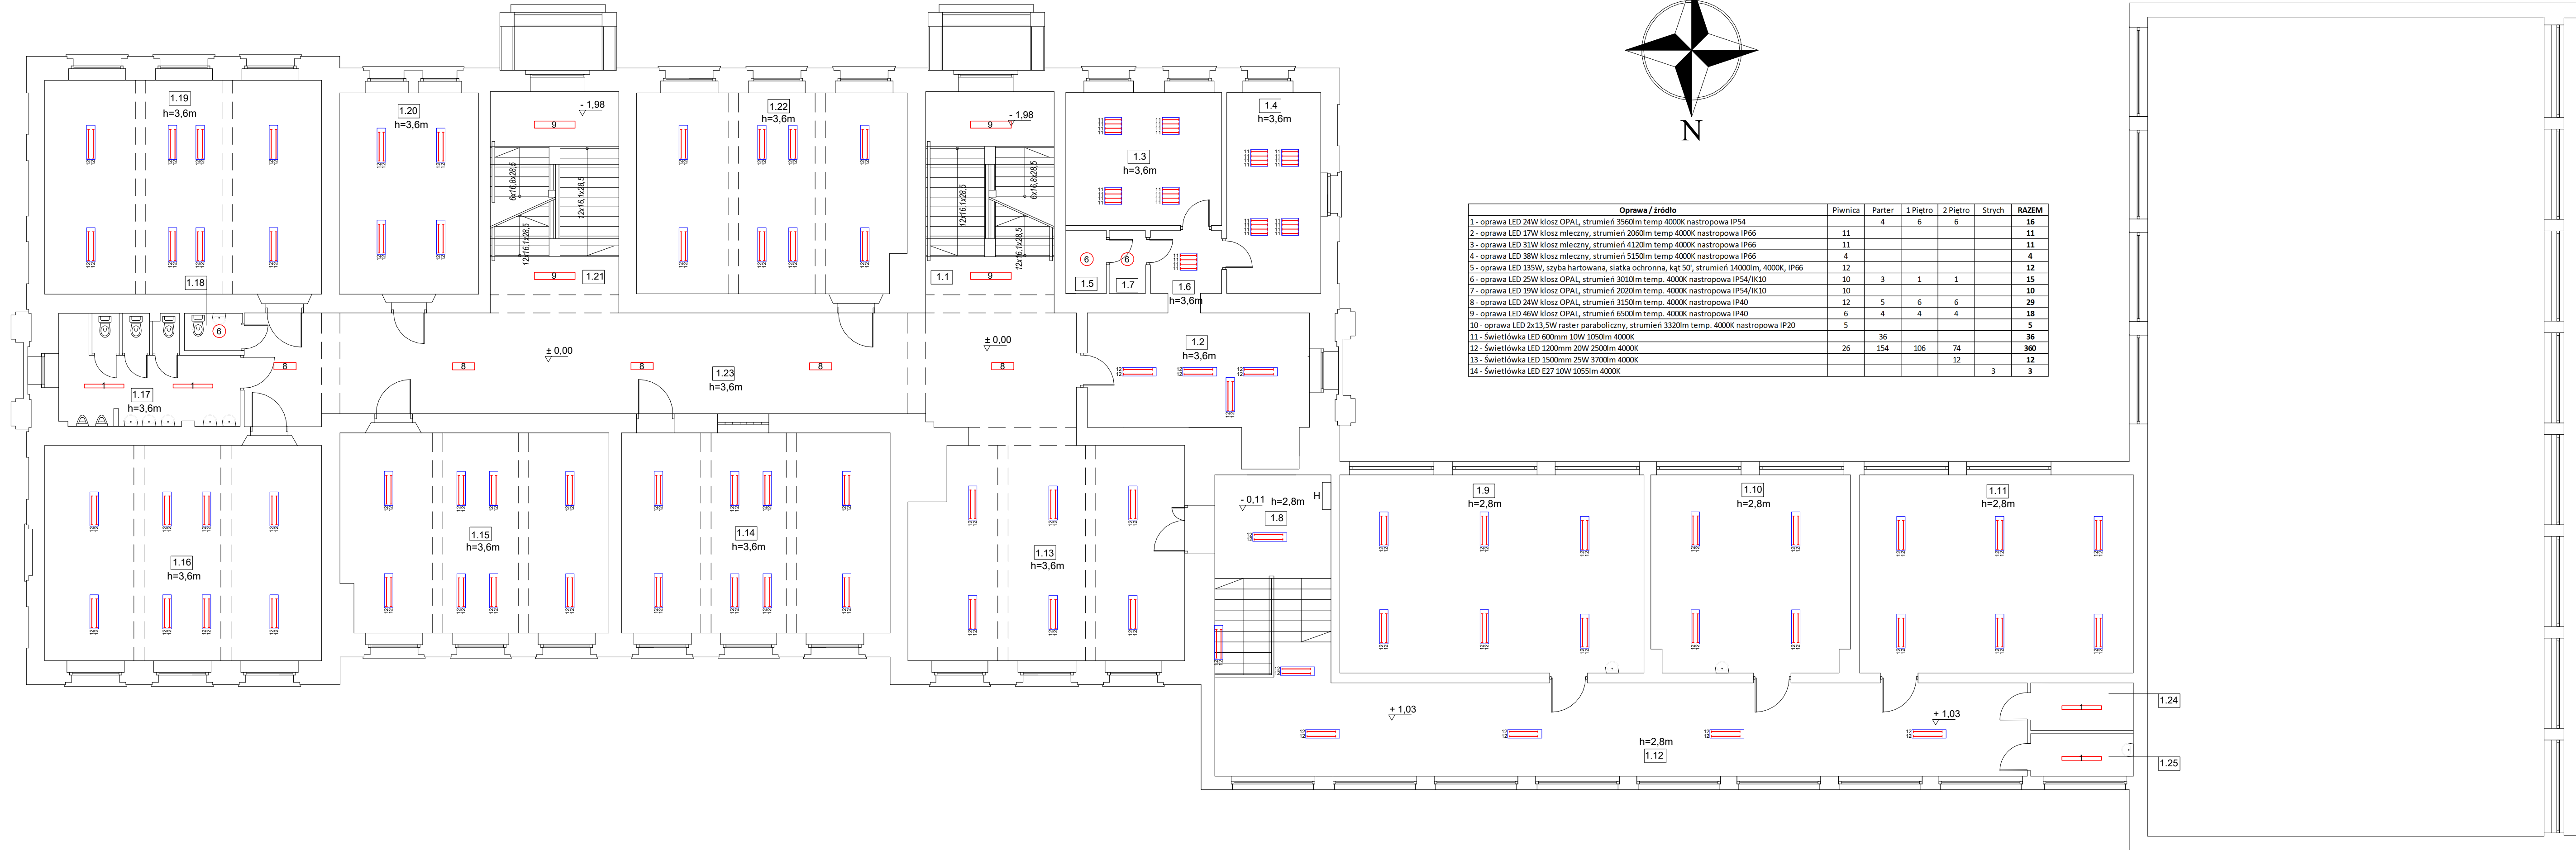 N
1.19
h=3,6m
1.20
h=3,6m
- 1,98
9
1.22
h=3,6m
- 1,98
9
1.3
h=3,6m
1.4
h=3,6m
11
11
11
11
6x16,8x28,5
12x16,1x28,5
12x16,1x28,5
12x16,1x28,5
6x16,8x28,5
12x16,1x28,5
9
1.21
1.1
9
6
1.5
6
1.7
1.6
h=3,6m
1.18
6
8
8
± 0,00
8
1.23
h=3,6m
8
± 0,00
8
1.2
h=3,6m
12
12
1
1
1.17
h=3,6m
Oprawa / źródło Piwnica Parter 1 Piętro 2 Piętro Strych RAZEM
1 - oprawa LED 24W klosz OPAL, strumień 3560lm temp 4000K nastropowa IP54 4 6 6 16
2 - oprawa LED 17W klosz mleczny, strumień 2060lm temp 4000K nastropowa IP66 11 11
3 - oprawa LED 31W klosz mleczny, strumień 4120lm temp 4000K nastropowa IP66 11 11
4 - oprawa LED 38W klosz mleczny, strumień 5150lm temp 4000K nastropowa IP66 4 4
5 - oprawa LED 135W, szyba hartowana, siatka ochronna, kąt 50', strumień 14000lm, 4000K, IP66 12 12
6 - oprawa LED 25W klosz OPAL, strumień 3010lm temp. 4000K nastropowa IP54/IK10 10 3 1 1 15
7 - oprawa LED 19W klosz OPAL, strumień 2020lm temp. 4000K nastropowa IP54/IK10 10 10
8 - oprawa LED 24W klosz OPAL, strumień 3150lm temp. 4000K nastropowa IP40 12 5 6 6 29
9 - oprawa LED 46W klosz OPAL, strumień 6500lm temp. 4000K nastropowa IP40 6 4 4 4 18
10 - oprawa LED 2x13,5W raster paraboliczny, strumień 3320lm temp. 4000K nastropowa IP20 5 5
11 - Świetlówka LED 600mm 10W 1050lm 4000K 36 36
12 - Świetlówka LED 1200mm 20W 2500lm 4000K 26 154 106 74 360
13 - Świetlówka LED 1500mm 25W 3700lm 4000K 12 12
14 - Świetlówka LED E27 10W 1055lm 4000K 3 3
1.16
h=3,6m
1.15
h=3,6m
1.14
h=3,6m
1.13
h=3,6m
- 0,11 h=2,8m H
1.8
1.9
h=2,8m
1.10
h=2,8m
1.11
h=2,8m
+ 1,03
h=2,8m
1.12
+ 1,03
1
1.24
1
1.25